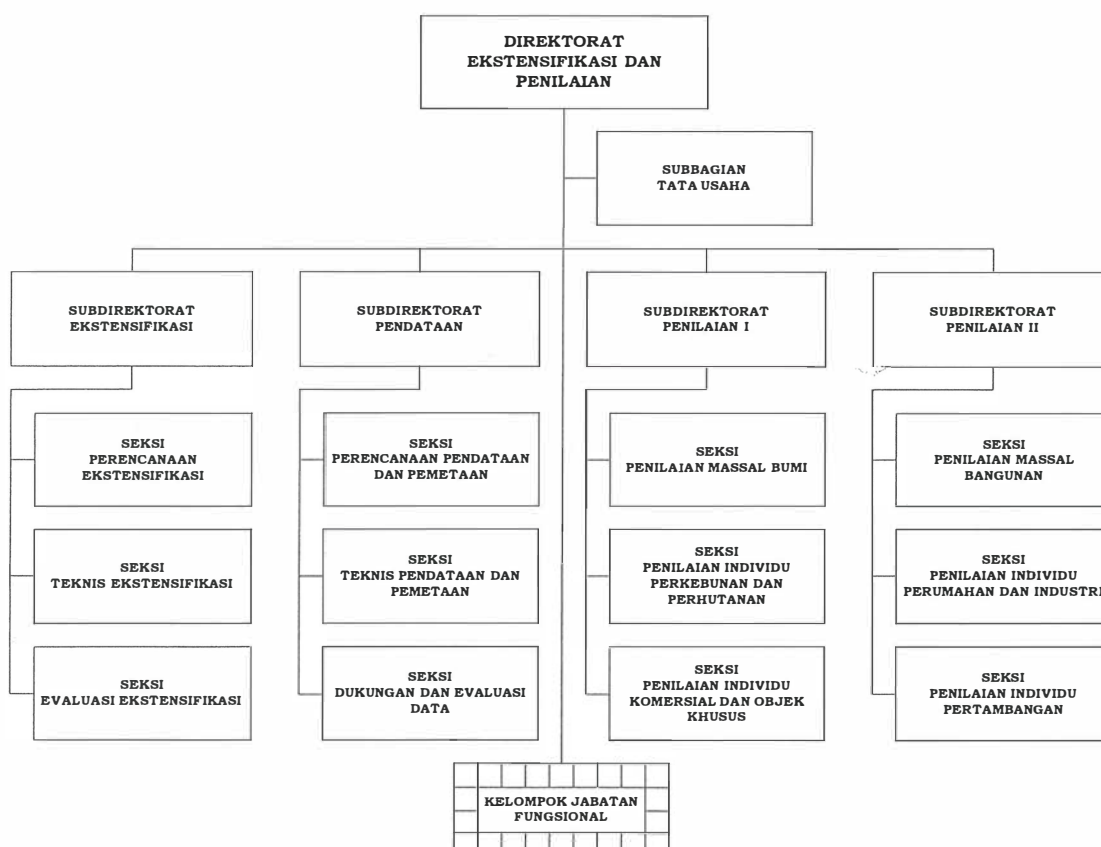 DIREKTORAT
EKSTENSIFIKASI DAN
PENILAIAN
SUBBAGIAN
TATA USAHA
SUBDIREKTORAT
EKSTENSIFIKASI
SUBDIREKTORAT
PENDATAAN
SUBDIREKTORAT
PENILAIAN I
SUBDIREKTORAT
PENILAIAN II
SEKSI
PERENCANAAN
EKSTENSIFIKASI
SEKSI
PERENCANAAN PENDATAAN
DAN PEMETAAN
SEKSI
PENILAIAN MASSAL BUMI
SEKSI
PENILAIAN MASSAL
BANGUNAN
SEKSI
TEKNIS EKSTENSIFIKASI
SEKSI
TEKNIS PENDATAAN DAN
PEMETAAN
SEKSI
PENILAIAN INDIVIDU
PERKEBUNAN DAN
PERHUTANAN
SEKSI
PENILAIAN INDIVIDU
PERUMAHAN DAN INDUSTRI
SEKSI
EVALUASI EKSTENSIFIKASI
SEKSI
DUKUNGAN DAN EVALUASI
DATA
SEKSI
PENILAIAN INDIVIDU
KOMERSIAL DAN OBJEK
KHUSUS
SEKSI
PENILAIAN INDIVIDU
PERTAMBANGAN
KELOMPOK JABATAN
FUNGSIONAL